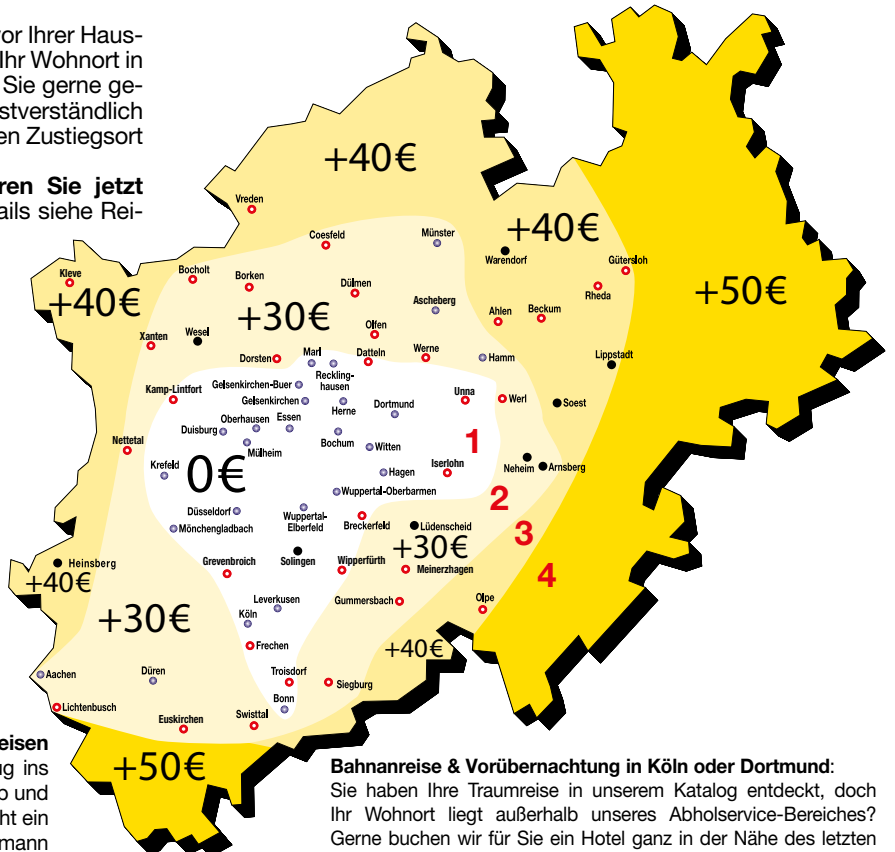 vor Ihrer Haus-
Ihr Wohnort in
Sie gerne ge-
stverständlich
en Zustiegsort
ren Sie jetzt
ails siehe Rei-
+40€
Vreden
Coesfeld
Münster
+40€
Warendorf
Gütersloh
Kleve
+40€
Bocholt
Borken
Dülmen
Rheda
+50€
+30€
Ascheberg
Ahlen
Beckum
Xanten
Wesel
Olfen
Dorsten
Marl
Datteln
Werne
Hamm
Lippstadt
Reckling-
hausen
Kamp-Lintfort
Gelsenkirchen-Buer
Gelsenkirchen
Herne
Dortmund
Unna
Werl
Soest
Oberhausen
Essen
Duisburg
Mülheim
Bochum
Witten
1
Nettetal
Krefeld
0€
Hagen
Iserlohn
Neheim
Arnsberg
Wuppertal-Oberbarmen
2
Düsseldorf
Mönchengladbach
Wuppertal-
Elberfeld
Breckerfeld
Lüdenscheid
3
+30€
Heinsberg
+40€
Grevenbroich
Solingen
Wipperfürth
Meinerzhagen
4
Leverkusen
Gummersbach
Olpe
+30€
Köln
Frechen
+40€
Aachen
Düren
Troisdorf
Siegburg
Bonn
Lichtenbusch
Euskirchen
Swisttal
+50€
eisen
ug ins
o und
ht ein
mann
Bahnanreise & Vorübernachtung in Köln oder Dortmund:
Sie haben Ihre Traumreise in unserem Katalog entdeckt, doch
Ihr Wohnort liegt außerhalb unseres Abholservice-Bereiches?
Gerne buchen wir für Sie ein Hotel ganz in der Nähe des letzten